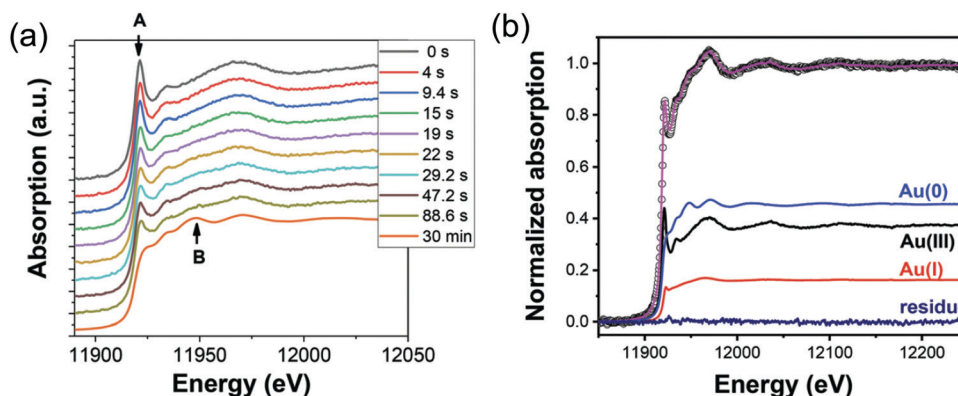 (a)
A
Absorption (a.u.)
0 s
4 s
9.4 s
15 s
19 s
22 s
29.2 s
47.2 s
88.6 s
30 min
B
11900 11950 12000 12050
Energy (eV)
(b)
Normalized absorption
1.0
0.8
0.6
0.4
0.2
0.0
Au(0)
Au(III)
Au(I)
residu
11900 12000 12100 12200
Energy (eV)